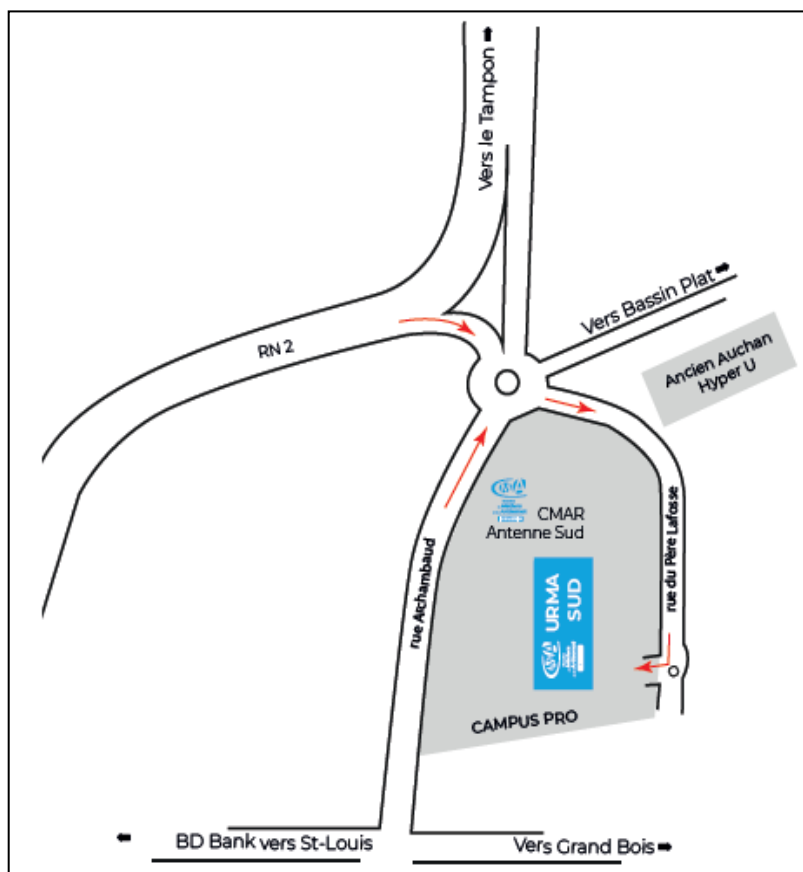 Vers le Tampon
Vers Bassin Plat
RN 2
Ancien Auchan
Hyper U
CMAR
Antenne Sud
rue Archambaud
rue du Père Lafosse
URMA
SUD
CMA
CAMPUS PRO
BD Bank vers St-Louis
Vers Grand Bois